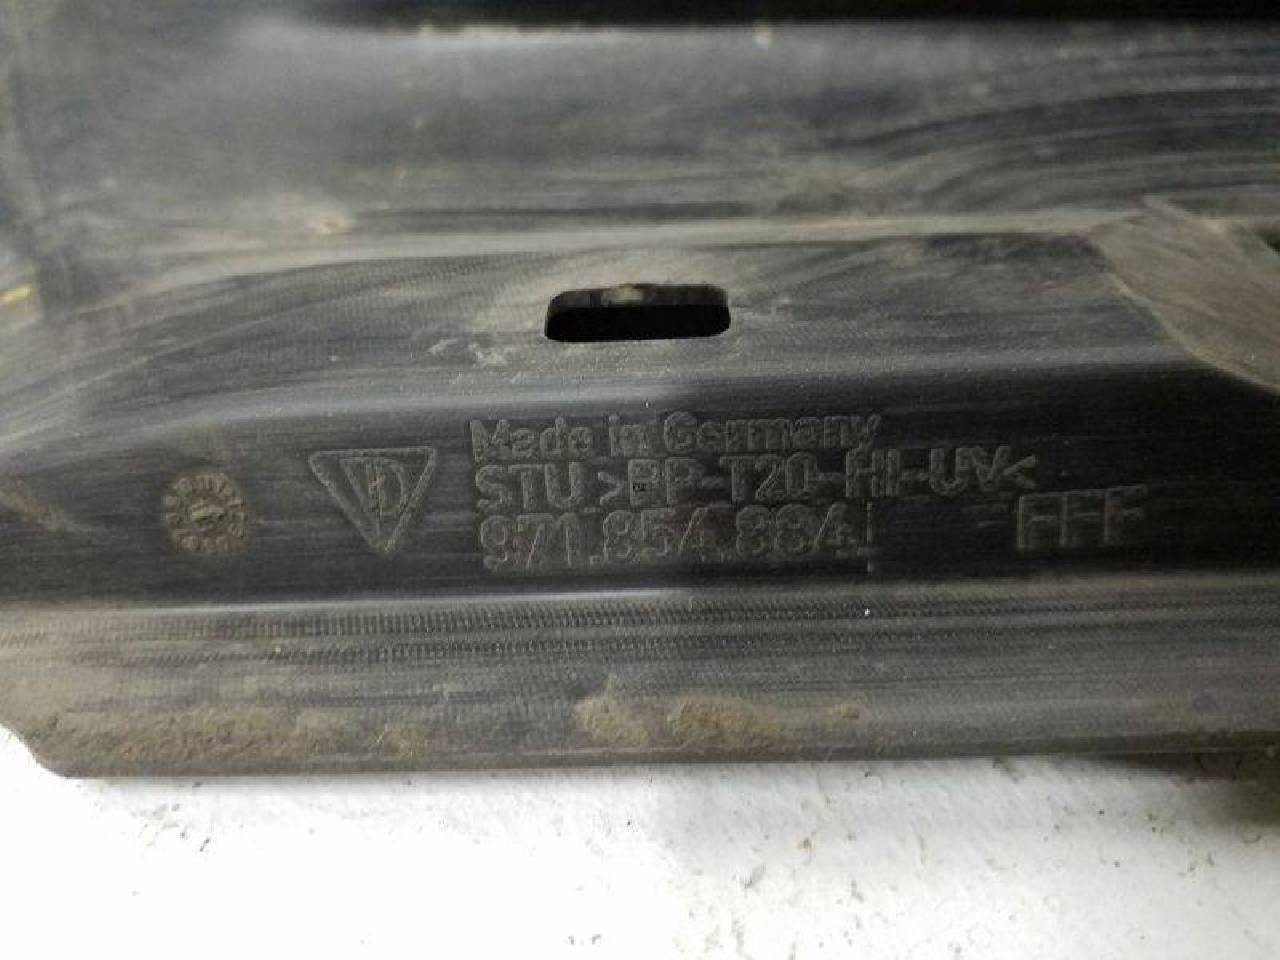 Made in Germany
STU >PP-T20-HI-UV<
971.854.884
FFF